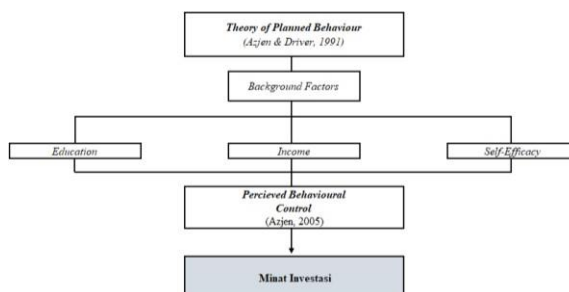 Theory of Planned Behaviour
(Azjen & Driver, 1991)
Background Factors
Education
Income
Self-Efficacy
Percieved Behavioural
Control
(Azjen, 2005)
Minat Investasi